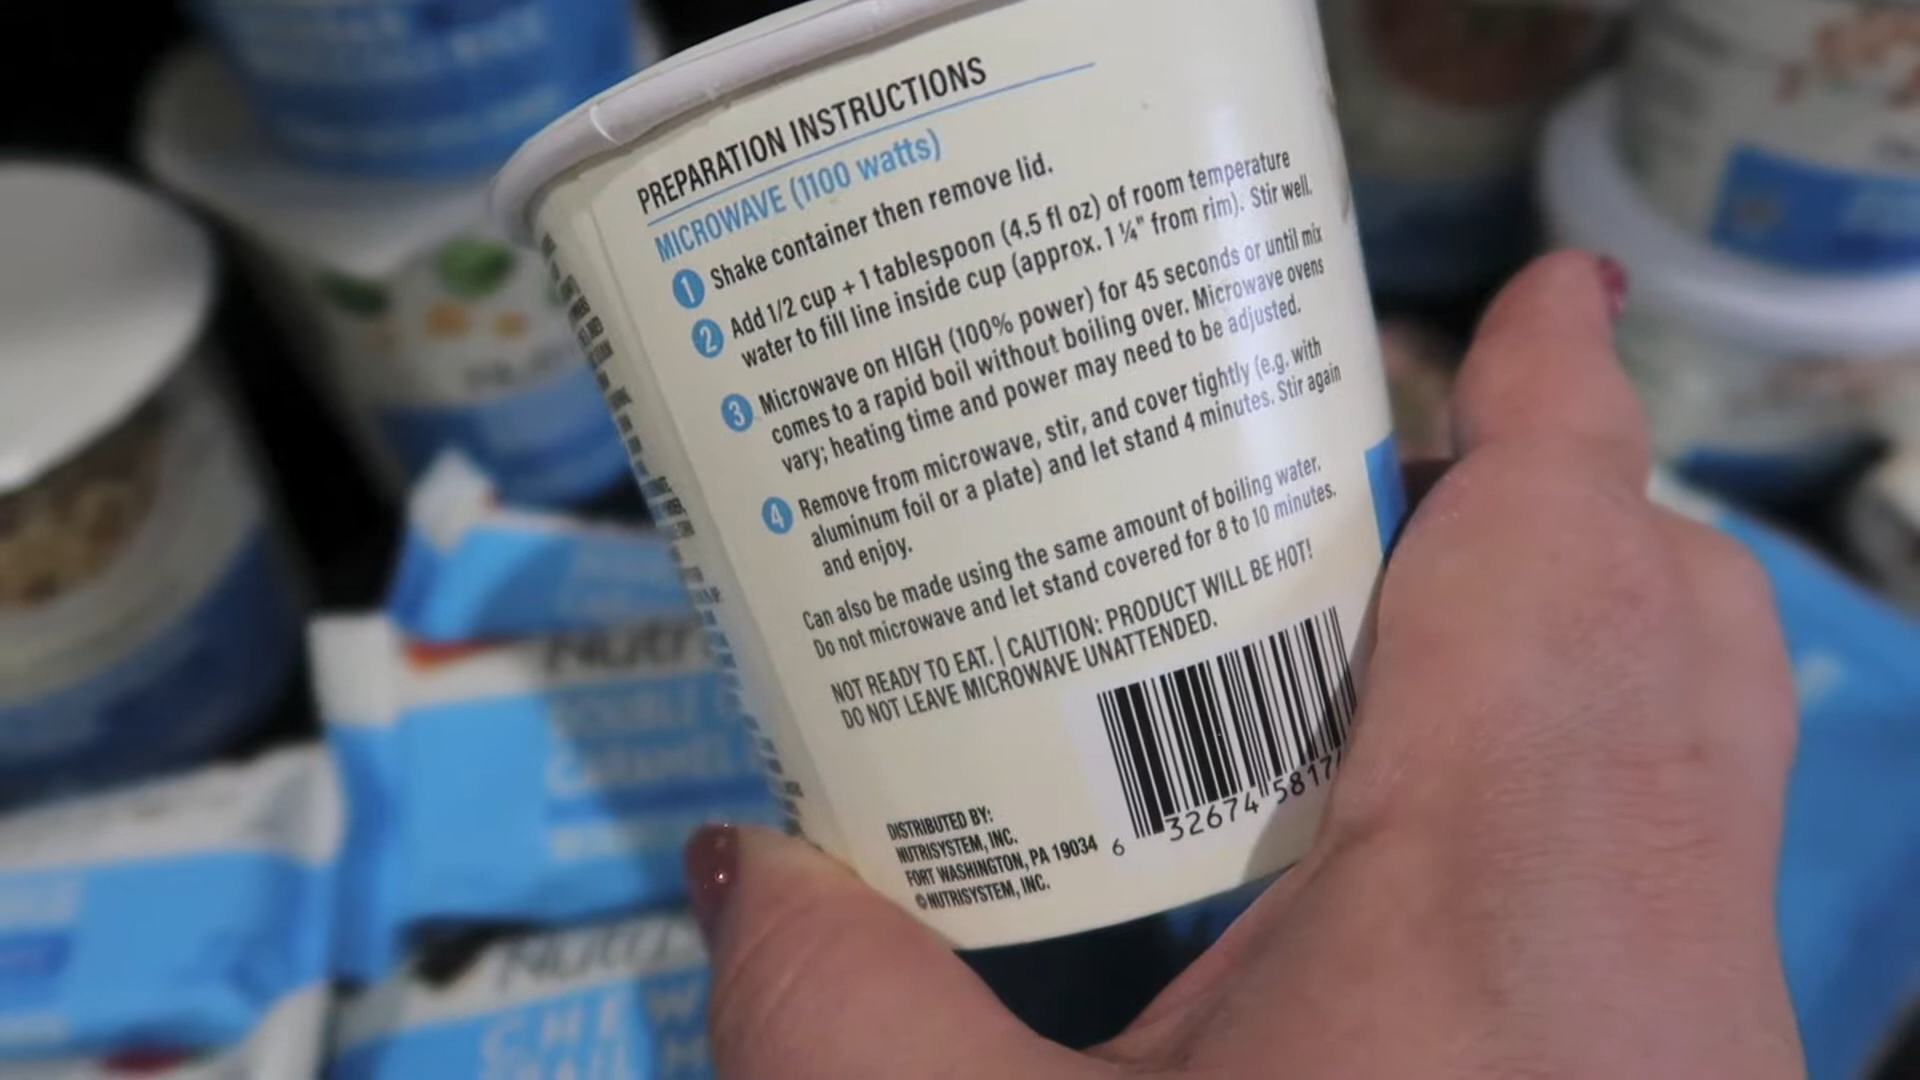 PREPARATION INSTRUCTIONS
MICROWAVE (1100 watts)
1 Shake container then remove lid.
2 Add 1/2 cup + 1 tablespoon (4.5 fl oz) of room temperature
water to fill line inside cup (approx. 1 ¼" from rim). Stir well.
3 Microwave on HIGH (100% power) for 45 seconds or until mix
comes to a rapid boil without boiling over. Microwave ovens
vary; heating time and power may need to be adjusted.
4 Remove from microwave, stir, and cover tightly (e.g. with
aluminum foil or a plate) and let stand 4 minutes. Stir again
and enjoy.
Can also be made using the same amount of boiling water.
Do not microwave and let stand covered for 8 to 10 minutes.
NOT READY TO EAT. | CAUTION: PRODUCT WILL BE HOT!
DO NOT LEAVE MICROWAVE UNATTENDED.
DISTRIBUTED BY:
NUTRISYSTEM, INC.
FORT WASHINGTON, PA 19034
© NUTRISYSTEM, INC.
6 32674 5817
Nutri
CARAMEL